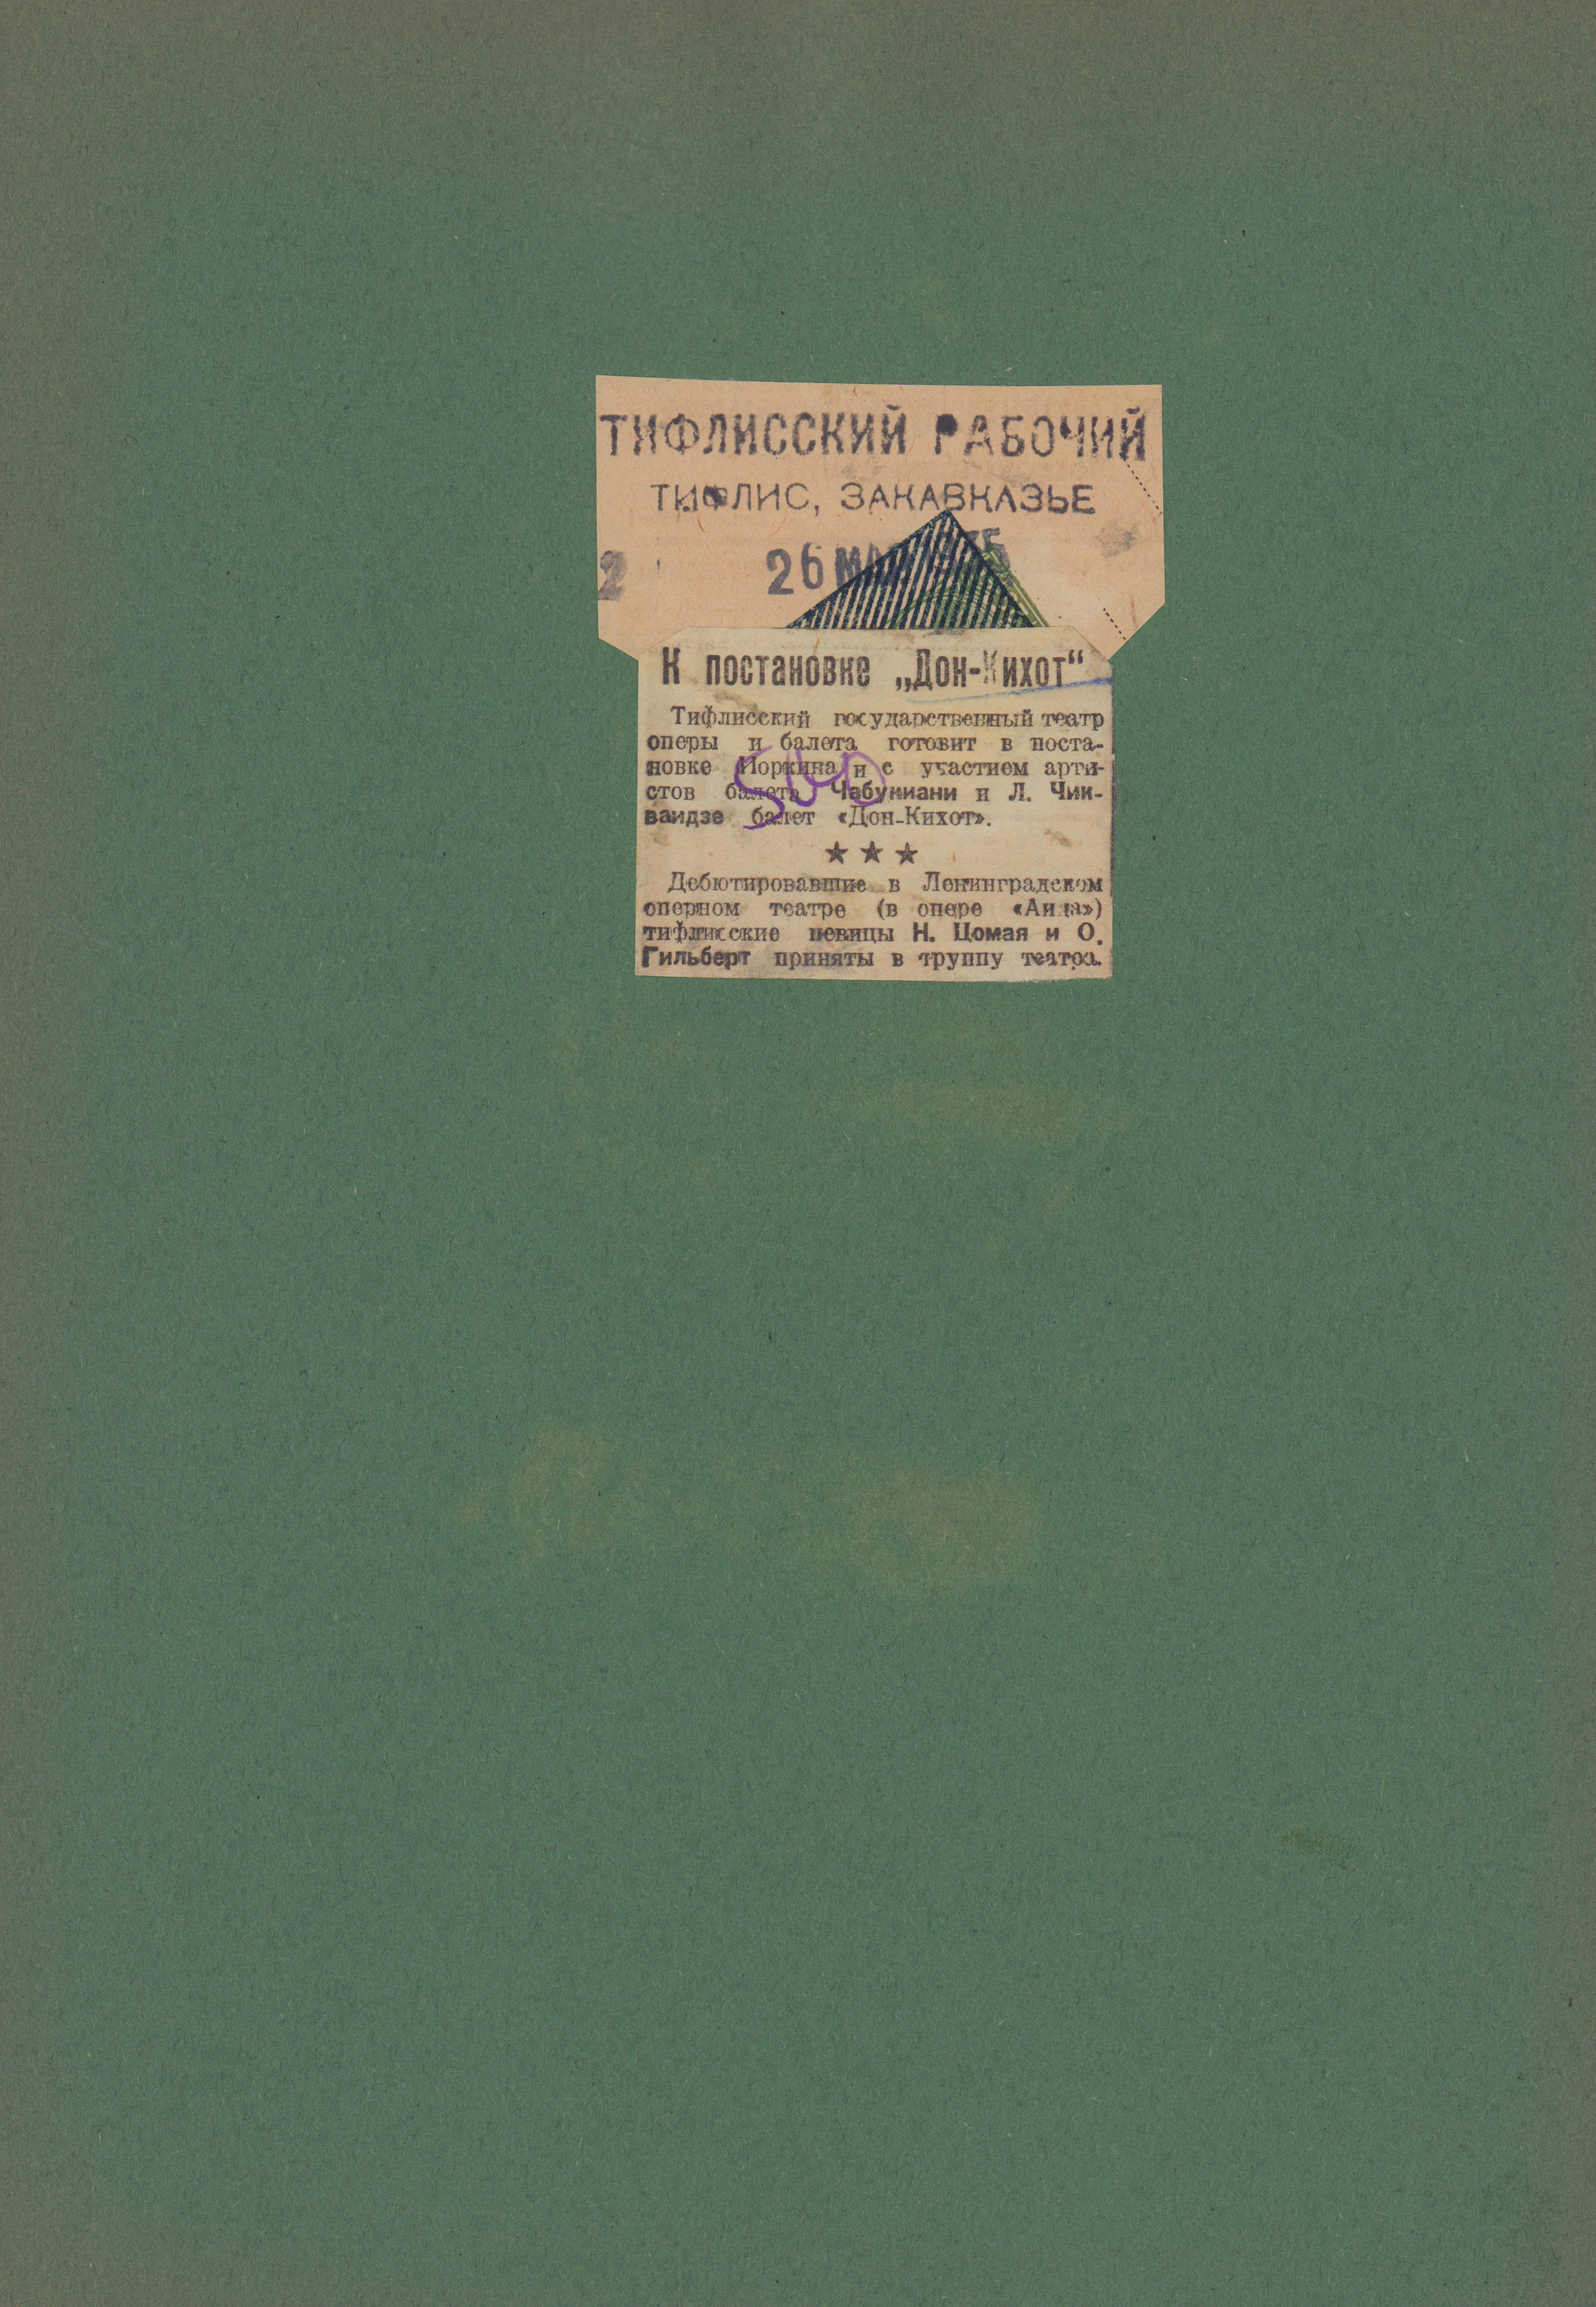 ТИФЛИССКИЙ РАБОЧИЙ
ТИФЛИС, ЗАКАВКАЗЬЕ
2 26
К постановке „Дон-Кихот“
Тифлисский государственный театр
оперы и балета готовит в поста-
новке Иоркина и с участием арти-
стов балета Чабукиани и Л. Чик-
ваидзе балет «Дон-Кихот».
★ ★ ★
Дебютировавшие в Ленинградском
оперном театре (в опере «Аида»)
тифлисские певицы Н. Цомая и О.
Гильберт приняты в труппу театра.